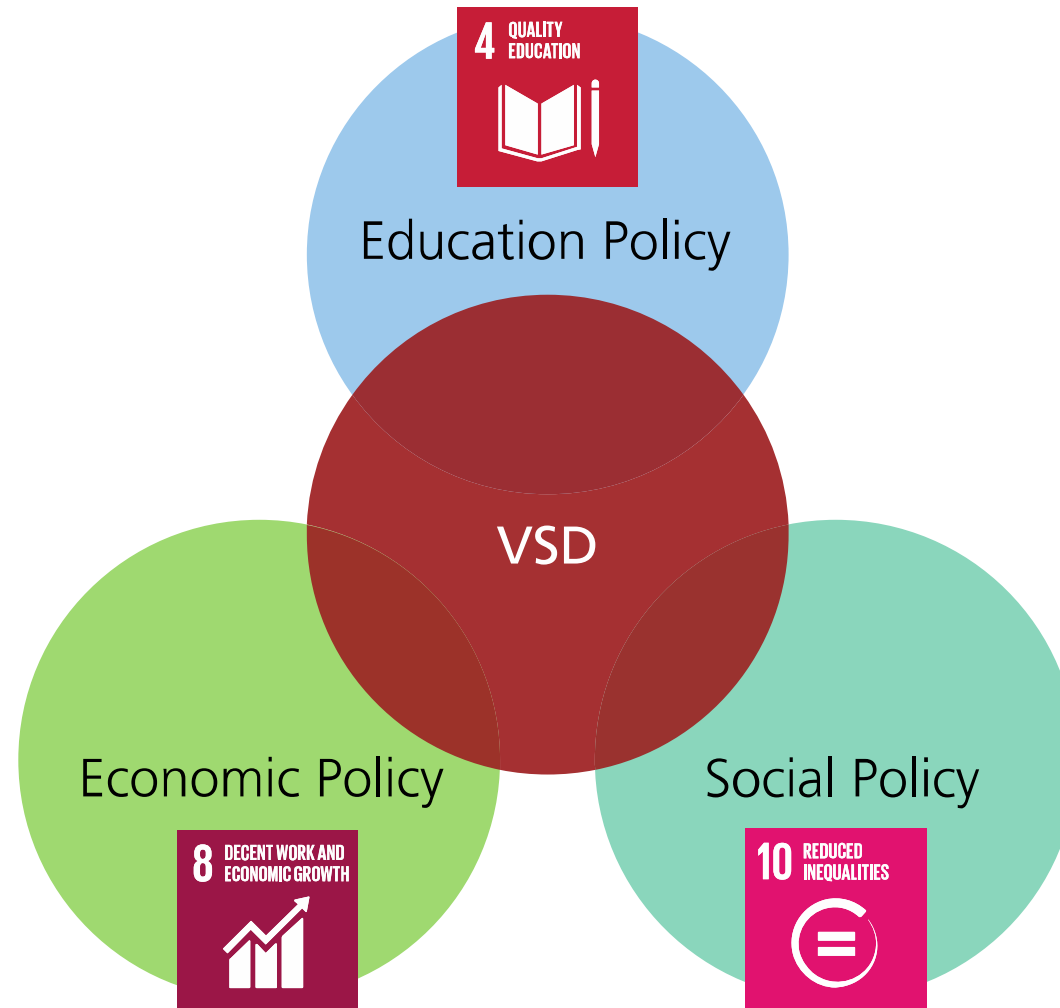 4 QUALITY
EDUCATION
Education Policy
VSD
Economic Policy
Social Policy
8 DECENT WORK AND
ECONOMIC GROWTH
10 REDUCED
INEQUALITIES